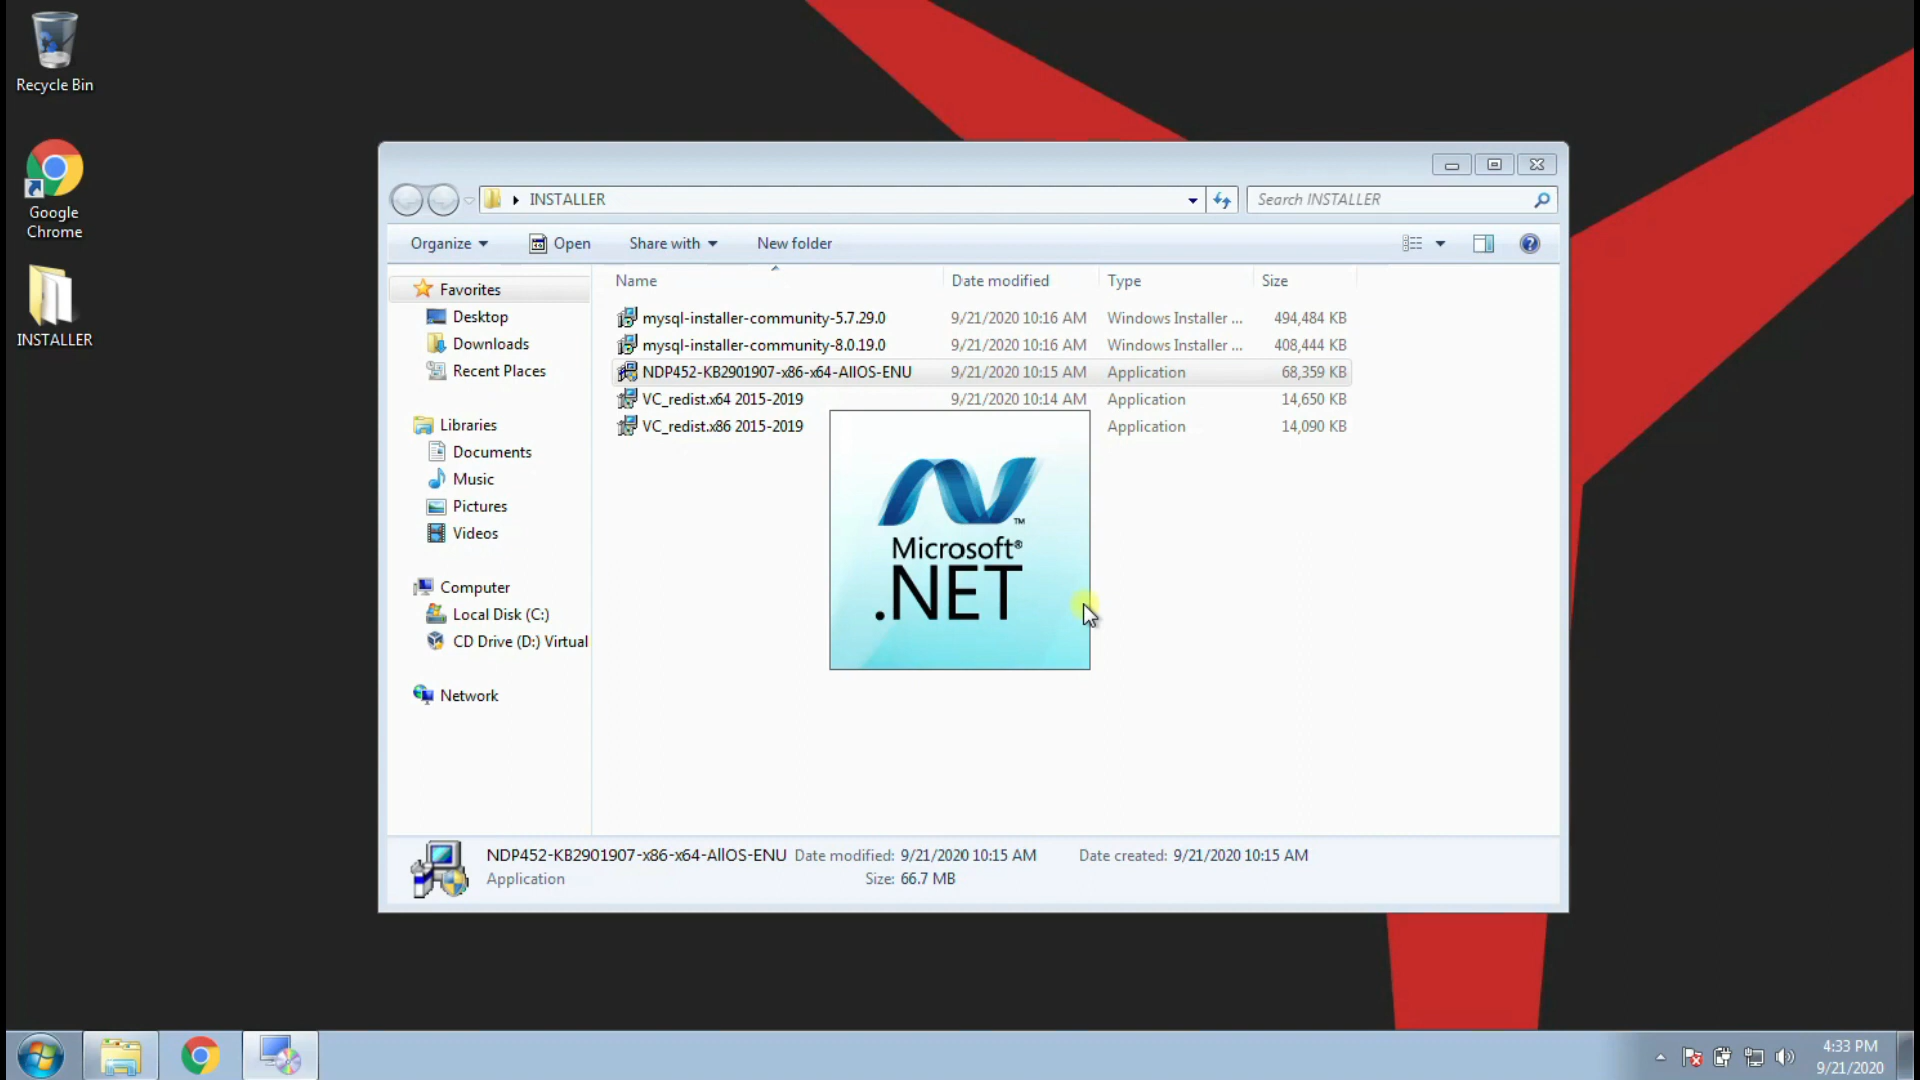 Recycle Bin
Google
Chrome
INSTALLER
INSTALLER
Search INSTALLER
Organize
Open
Share with
New folder
Name
Date modified
Type
Size
mysql-installer-community-5.7.29.0 9/21/2020 10:16 AM Windows Installer ... 494,484 KB
mysql-installer-community-8.0.19.0 9/21/2020 10:16 AM Windows Installer ... 408,444 KB
NDP452-KB2901907-x86-x64-AllOS-ENU 9/21/2020 10:15 AM Application 68,359 KB
VC_redist.x64 2015-2019 9/21/2020 10:14 AM Application 14,650 KB
VC_redist.x86 2015-2019 Application 14,090 KB
Favorites
Desktop
Downloads
Recent Places
Libraries
Documents
Music
Pictures
Videos
Computer
Local Disk (C:)
CD Drive (D:) Virtual
Network
TM
Microsoft®
.NET
NDP452-KB2901907-x86-x64-AllOS-ENU Date modified: 9/21/2020 10:15 AM Date created: 9/21/2020 10:15 AM
Application Size: 66.7 MB
4:33 PM
9/21/2020